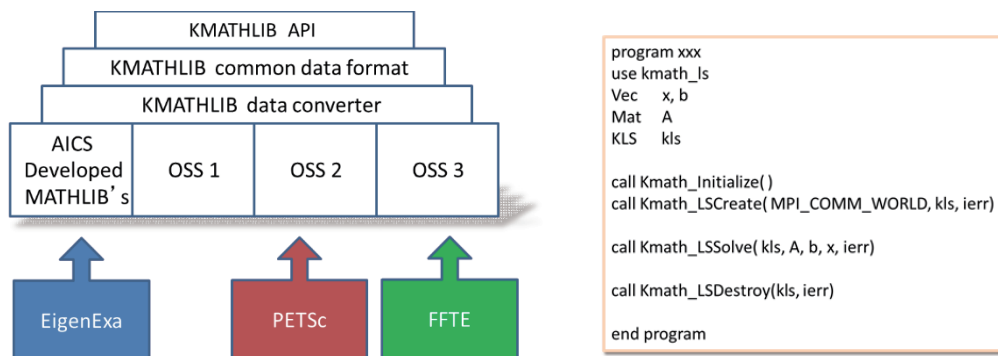 KMATHLIB API
KMATHLIB common data format
KMATHLIB data converter
AICS
Developed
MATHLIB's
OSS 1
OSS 2
OSS 3
EigenExa
PETSc
FFTE
program xxx
use kmath_ls
Vec x, b
Mat A
KLS kls
call Kmath_Initialize( )
call Kmath_LSCreate( MPI_COMM_WORLD, kls, ierr)
call Kmath_LSSolve( kls, A, b, x, ierr)
call Kmath_LSDestroy(kls, ierr)
end program